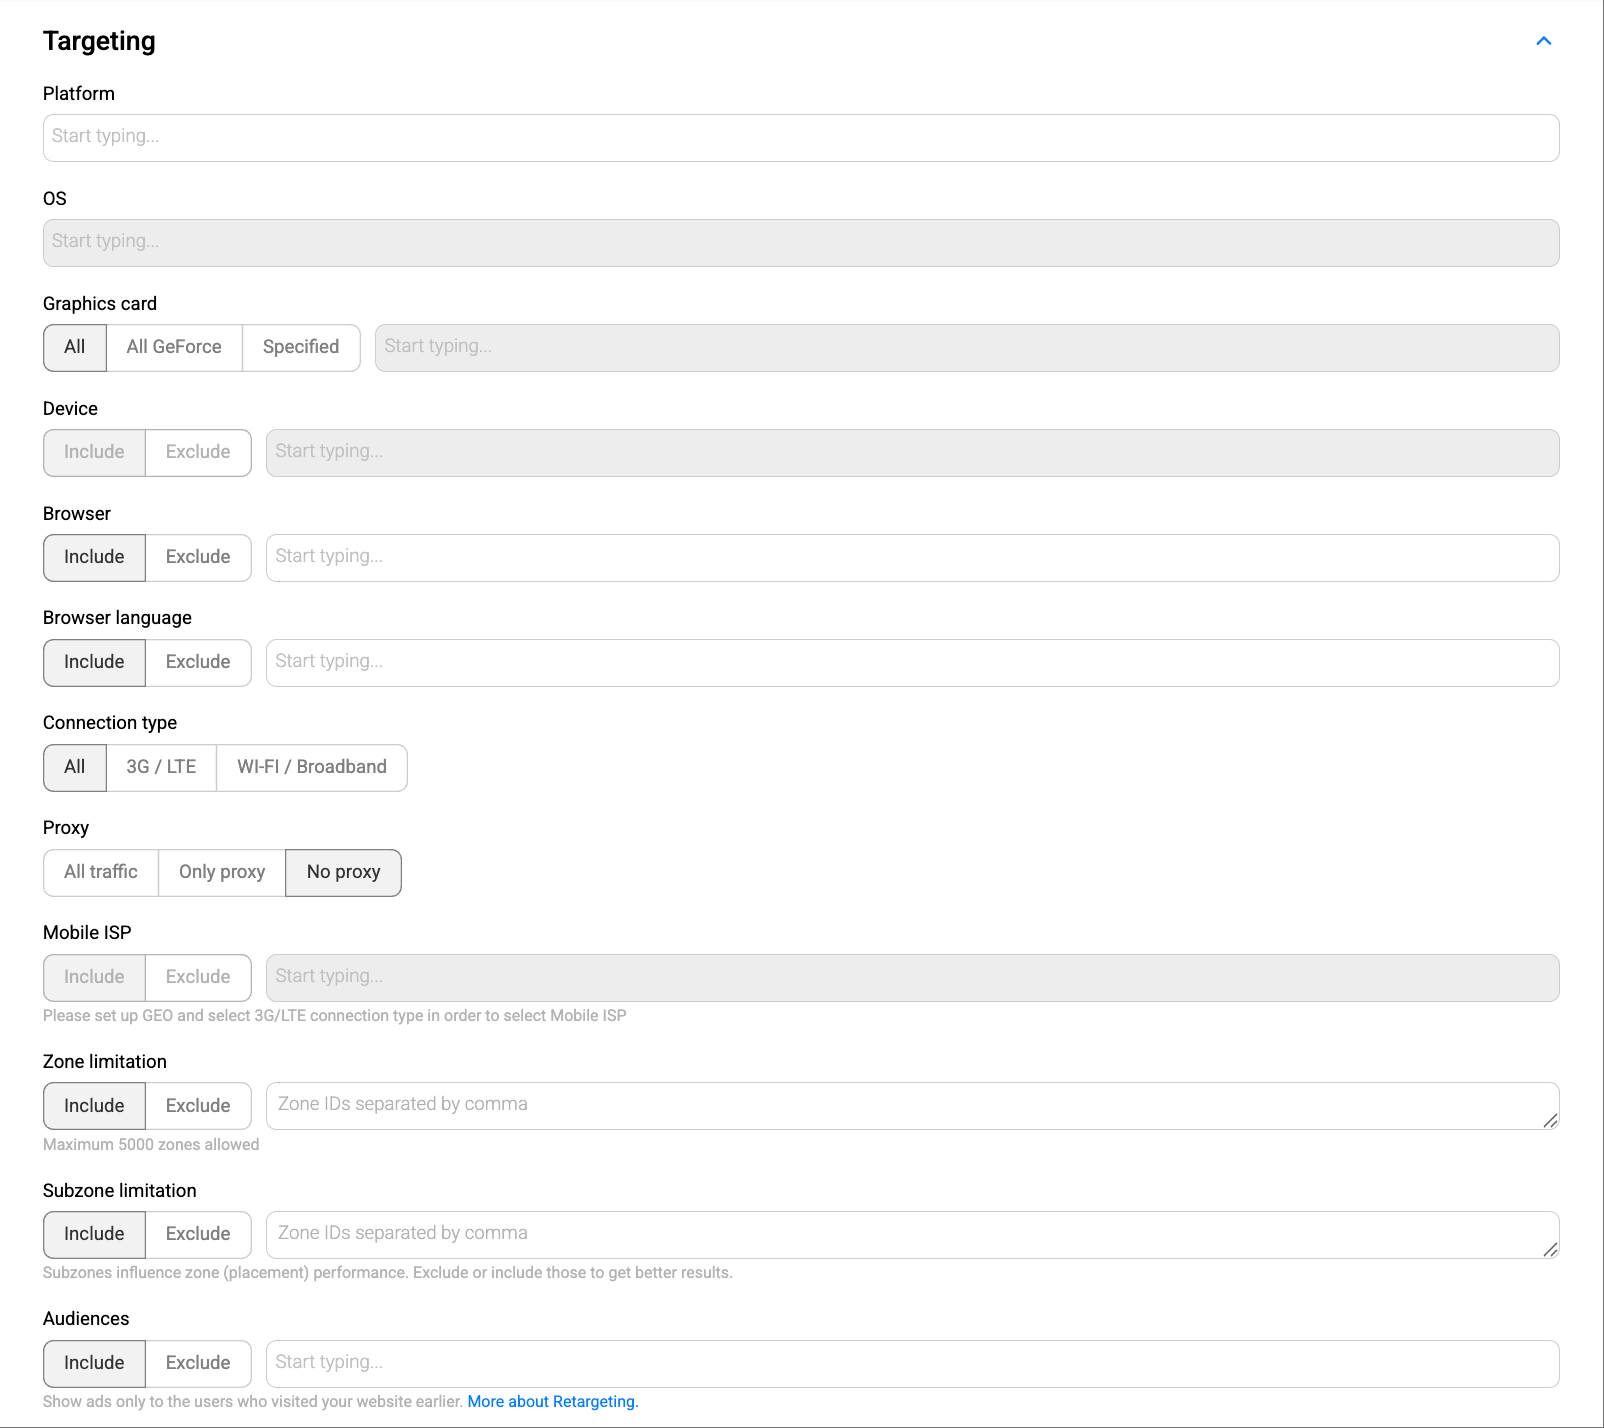 Targeting
Platform
Start typing...
OS
Start typing...
Graphics card
All All GeForce Specified Start typing...
Device
Include Exclude Start typing...
Browser
Include Exclude Start typing...
Browser language
Include Exclude Start typing...
Connection type
All 3G / LTE WI-FI / Broadband
Proxy
All traffic Only proxy No proxy
Mobile ISP
Include Exclude Start typing...
Please set up GEO and select 3G/LTE connection type in order to select Mobile ISP
Zone limitation
Include Exclude Zone IDs separated by comma
Maximum 5000 zones allowed
Subzone limitation
Include Exclude Zone IDs separated by comma
Subzones influence zone (placement) performance. Exclude or include those to get better results.
Audiences
Include Exclude Start typing...
Show ads only to the users who visited your website earlier. More about Retargeting.